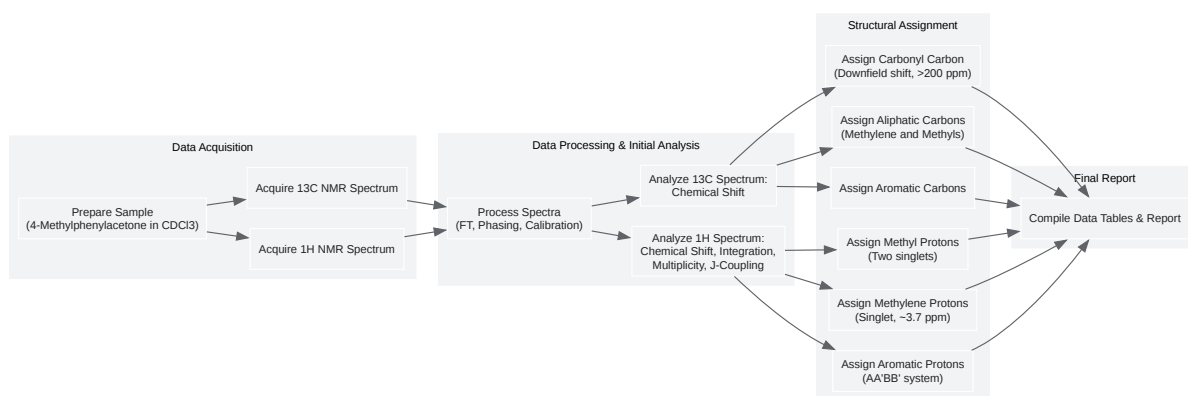 Data Acquisition
Prepare Sample
(4-Methylphenylacetone in CDCl3)
Acquire 13C NMR Spectrum
Acquire 1H NMR Spectrum
Data Processing & Initial Analysis
Process Spectra
(FT, Phasing, Calibration)
Analyze 13C Spectrum:
Chemical Shift
Analyze 1H Spectrum:
Chemical Shift, Integration,
Multiplicity, J-Coupling
Structural Assignment
Assign Carbonyl Carbon
(Downfield shift, >200 ppm)
Assign Aliphatic Carbons
(Methylene and Methyls)
Assign Aromatic Carbons
Assign Methyl Protons
(Two singlets)
Assign Methylene Protons
(Singlet, ~3.7 ppm)
Assign Aromatic Protons
(AA'BB' system)
Final Report
Compile Data Tables & Report